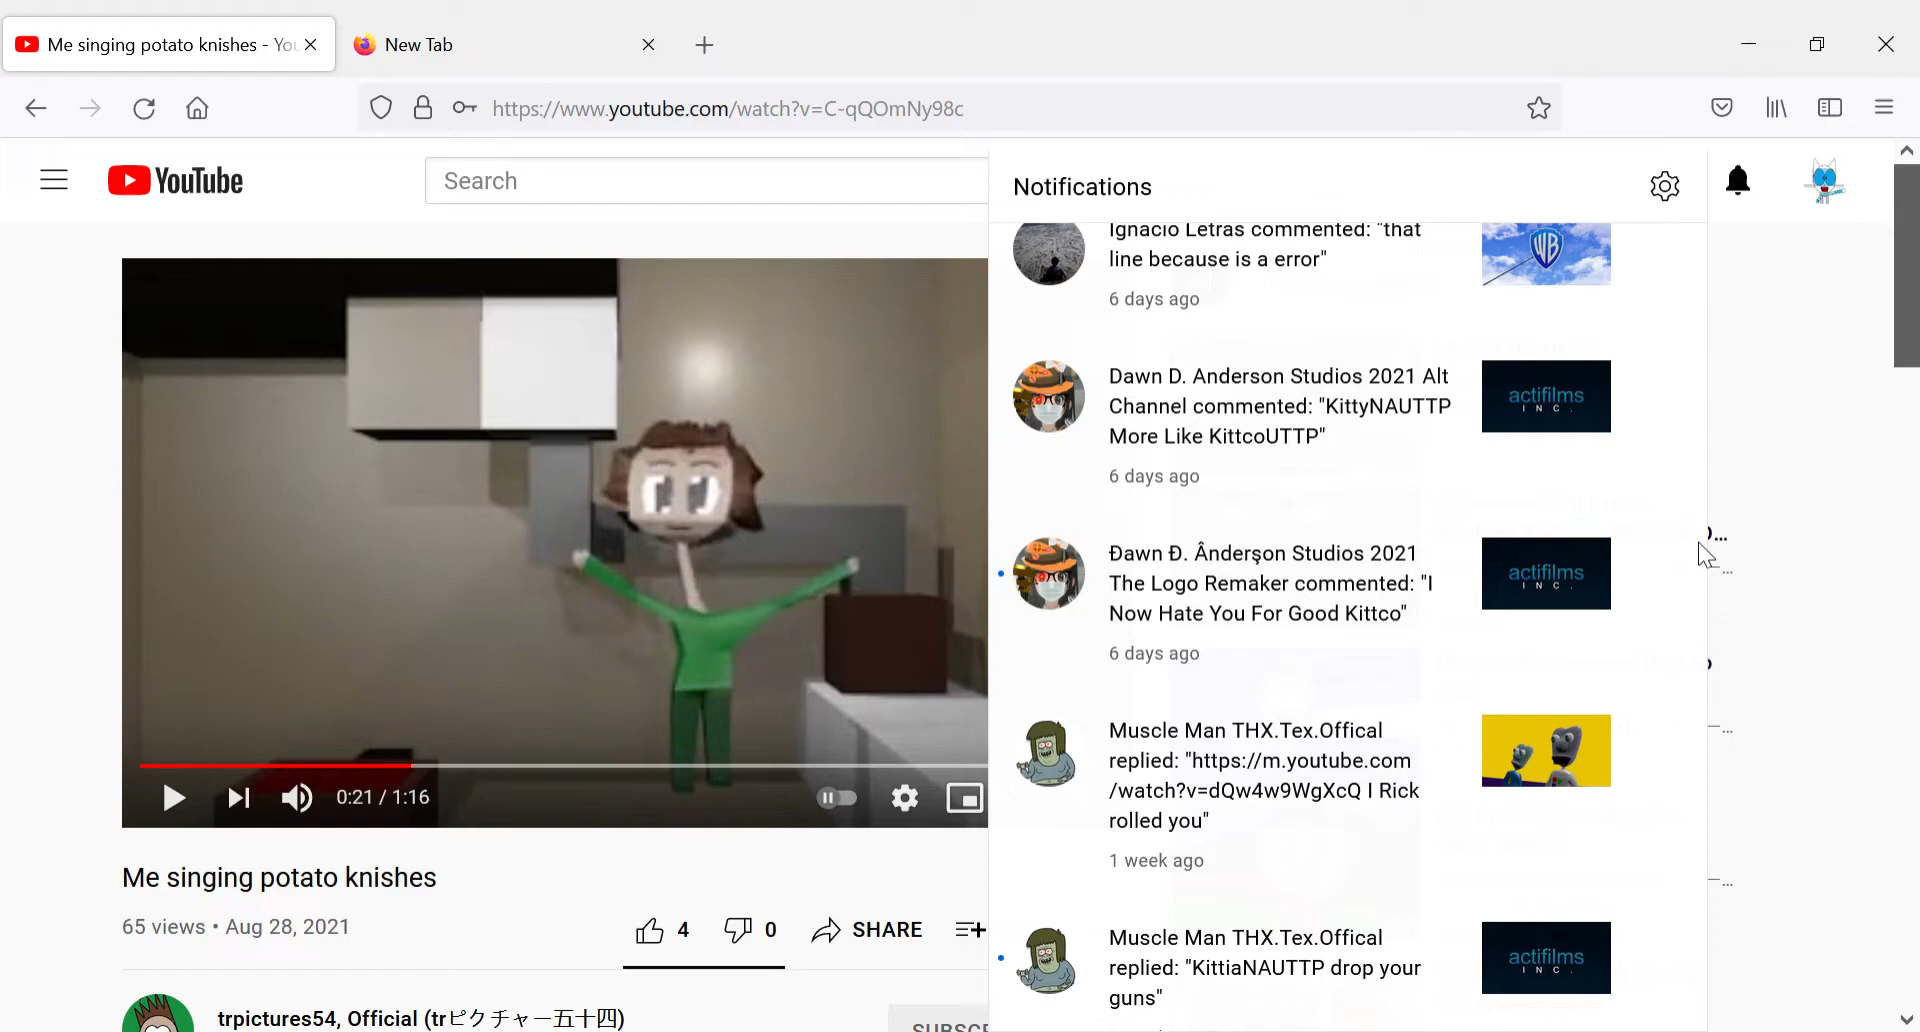 Me singing potato knishes - You
New Tab
https://www.youtube.com/watch?v=C-qQOmNy98c
YouTube
Search
Notifications
Ignacio Letras commented: "that
line because is a error"
6 days ago
WB
Dawn D. Anderson Studios 2021 Alt
Channel commented: "KittyNAUTTP
More Like KittcoUTTP"
6 days ago
actifilms
INC.
Đawn Đ. Ânderşon Studios 2021
The Logo Remaker commented: "I
Now Hate You For Good Kittco"
6 days ago
actifilms
INC.
Muscle Man THX.Tex.Offical
replied: "https://m.youtube.com
/watch?v=dQw4w9WgXcQ I Rick
rolled you"
1 week ago
Muscle Man THX.Tex.Offical
replied: "KittiaNAUTTP drop your
guns"
actifilms
INC.
0:21 / 1:16
Me singing potato knishes
65 views • Aug 28, 2021
4
0
SHARE
trpictures54, Official (trピクチャー五十四)